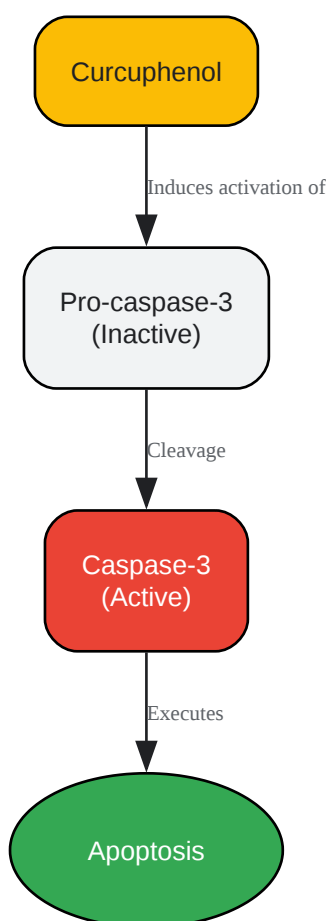 Curcuphenol
Induces activation of
Pro-caspase-3
(Inactive)
Cleavage
Caspase-3
(Active)
Executes
Apoptosis